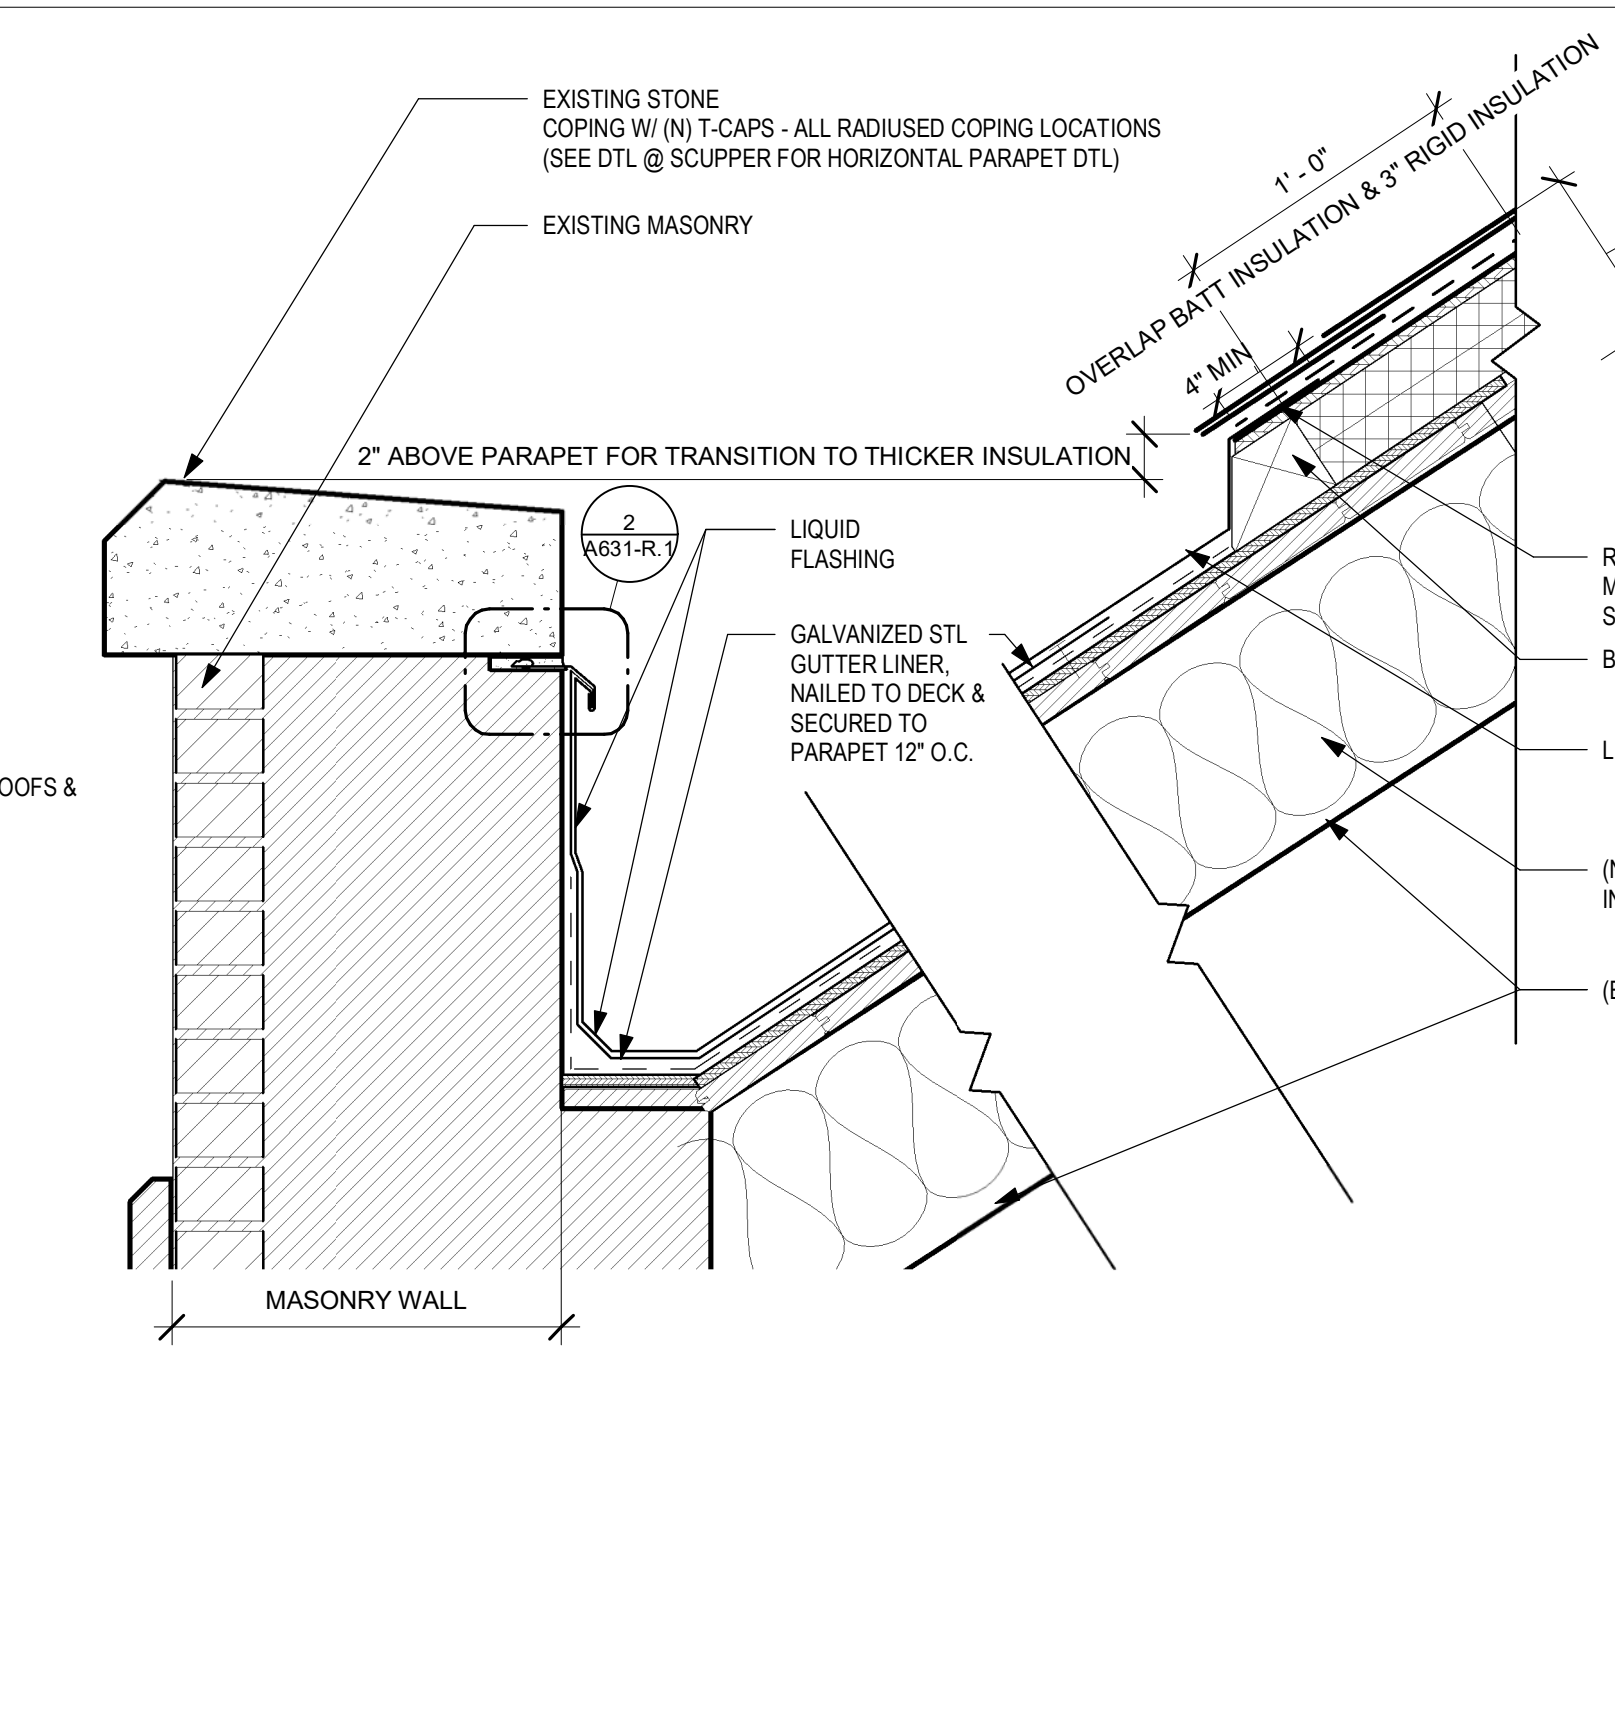 EXISTING STONE
COPING W/ (N) T-CAPS - ALL RADIUSED COPING LOCATIONS
(SEE DTL @ SCUPPER FOR HORIZONTAL PARAPET DTL)
EXISTING MASONRY
1' - 0"
OVERLAP BATT INSULATION & 3" RIGID INSULATION
4" MIN
2" ABOVE PARAPET FOR TRANSITION TO THICKER INSULATION
2
A631-R.1
LIQUID
FLASHING
GALVANIZED STL
GUTTER LINER,
NAILED TO DECK &
SECURED TO
PARAPET 12" O.C.
OOFS &
R
M
S
B
L
(N
IN
(E
MASONRY WALL